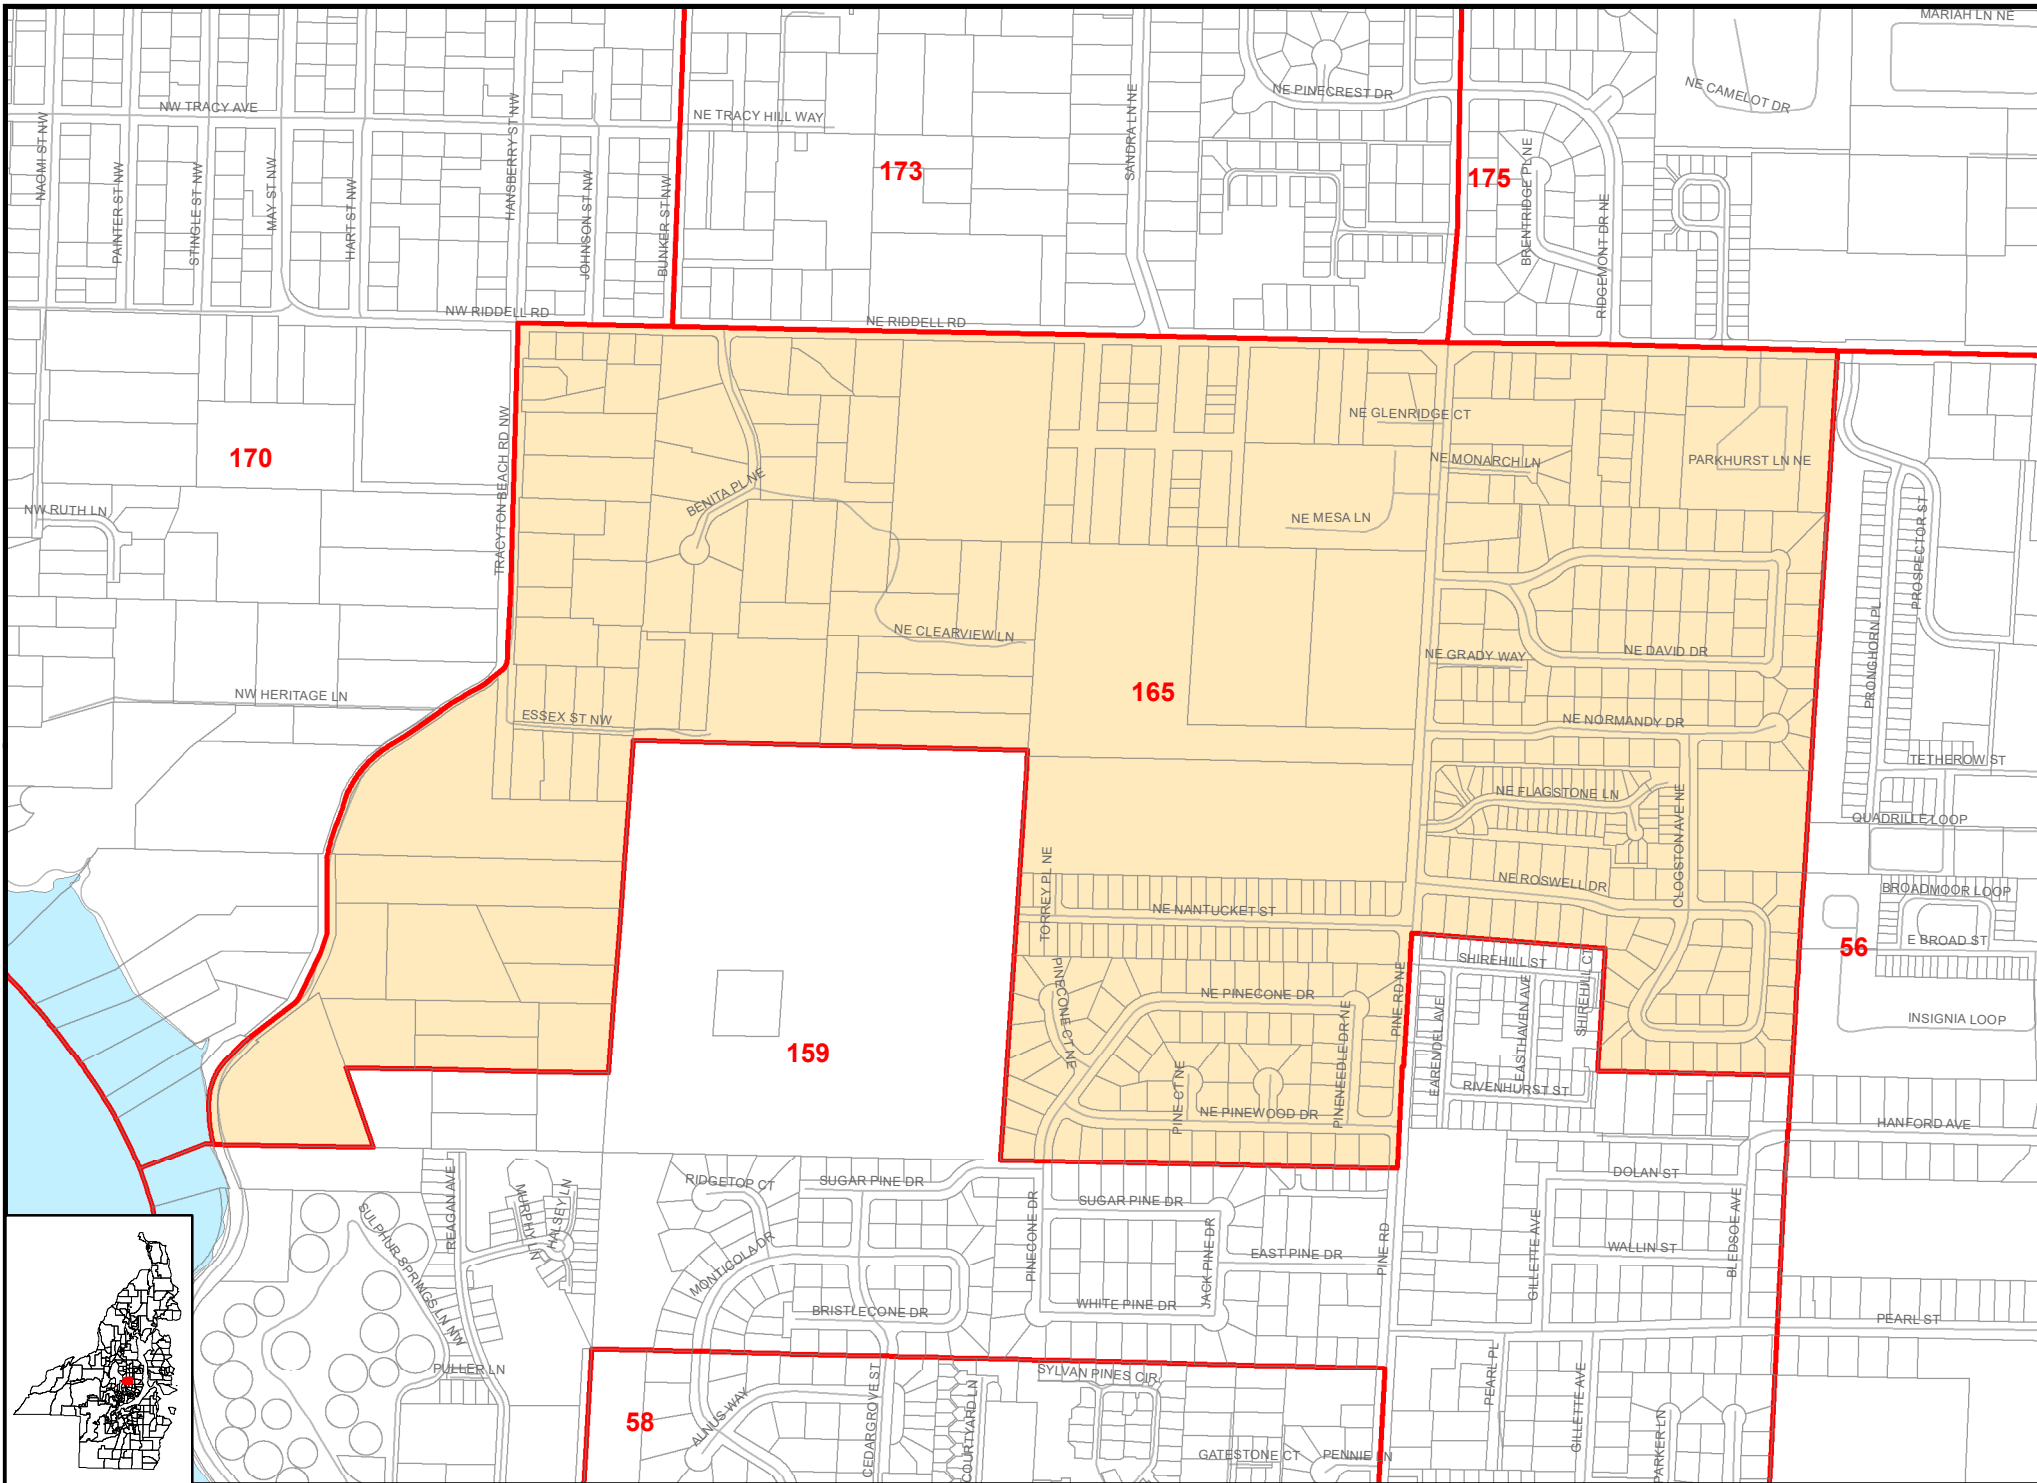 MARIAH LN NE
NE CAMELOT DR
NE PINECREST DR
NW TRACY AVE
NE TRACY HILL WAY
NAOMI ST NW
PAINTER ST NW
STINGLE ST NW
MAY ST NW
HART ST NW
HANSBERRY ST NW
JOHNSON ST NW
BUNKER ST NW
173
SANDRA LN NE
175
BRENTRIDGE PL NE
RIDGEMONT DR NE
NW RIDDELL RD
NE RIDDELL RD
170
TRACYTON BEACH RD NW
NE GLENRIDGE CT
NE MONARCH LN
PARKHURST LN NE
BENITA PL NE
NE MESA LN
NW RUTH LN
PROSPECTOR ST
PRONGHORN PL
NE CLEARVIEW LN
NE GRADY WAY
NE DAVID DR
165
NW HERITAGE LN
ESSEX ST NW
NE NORMANDY DR
TETHEROW ST
NE FLAGSTONE LN
CLOGSTON AVE NE
QUADRILLE LOOP
NE ROSWELL DR
BROADMOOR LOOP
TORREY PL NE
NE NANTUCKET ST
E BROAD ST
56
SHIREHILL ST
SHIREHILL CT
PINECONE CT NE
NE PINECONE DR
PINE RD NE
EARENDEL AVE
EASTHAVEN AVE
INSIGNIA LOOP
159
PINE CT NE
PINENEEDLE DR NE
RIVENHURST ST
NE PINEWOOD DR
HANFORD AVE
REAGAN AVE
MURPHY LN
HALSEY LN
RIDGETOP CT
SUGAR PINE DR
SUGAR PINE DR
DOLAN ST
SULPHUR SPRINGS LN NW
MONTICOLA DR
PINECONE DR
JACK PINE DR
EAST PINE DR
PINE RD
GILLETTE AVE
WALLIN ST
BLEDSOE AVE
BRISTLECONE DR
WHITE PINE DR
PEARL ST
PULLER LN
SYLVAN PINES CIR
PEARL PL
GILLETTE AVE
58
ALNUS WAY
CEDARGROVE ST
COURTYARD LN
GATESTONE CT
PENNIE LN
PARKER LN